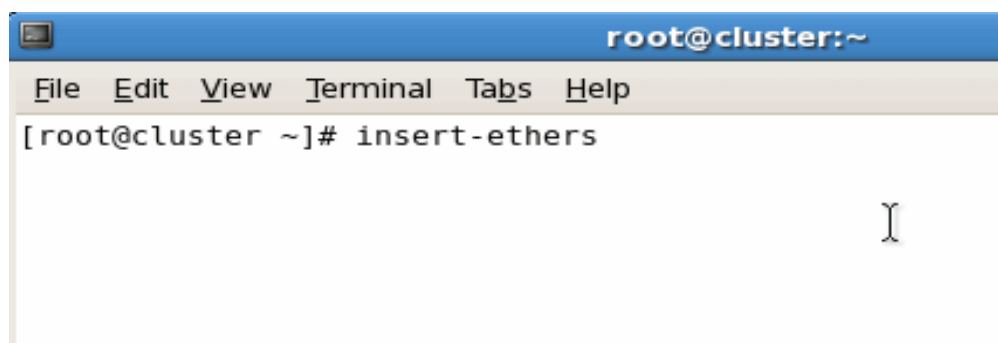 root@cluster:~
File Edit View Terminal Tabs Help
[root@cluster ~]# insert-ethers